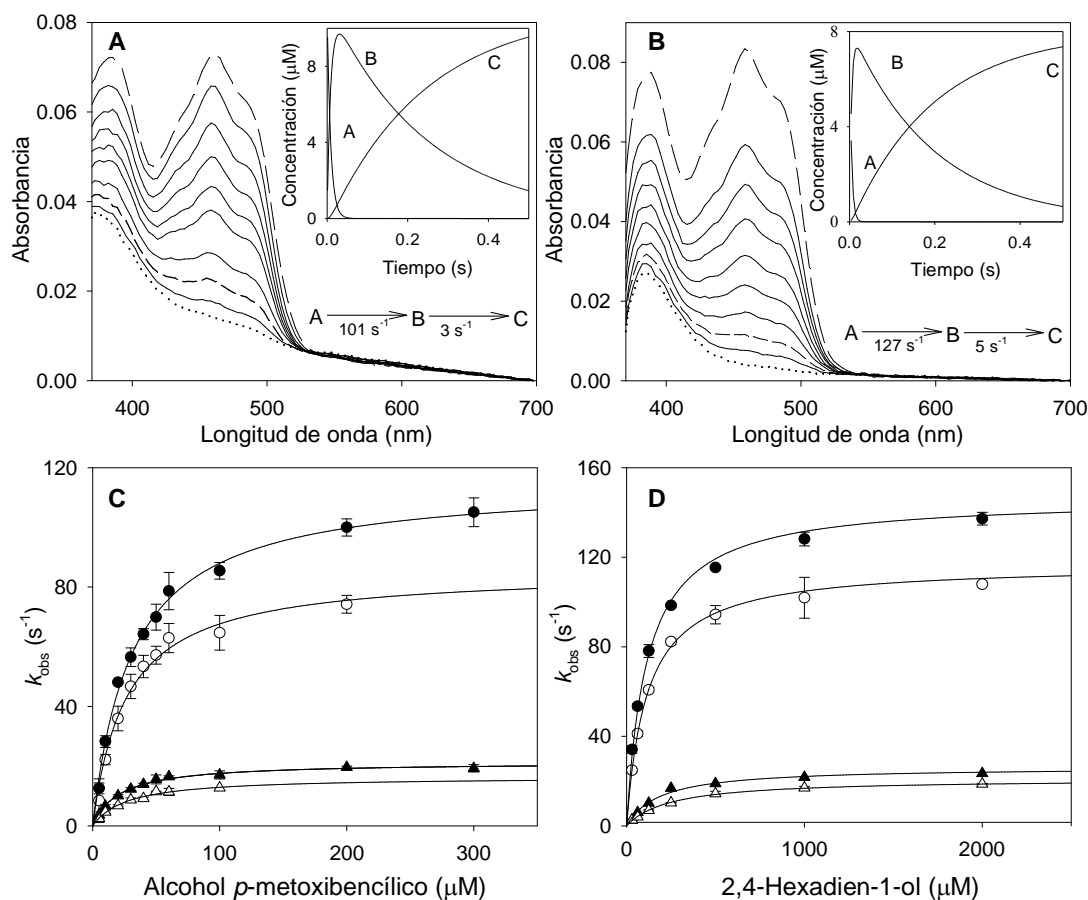 A
Absorbancia
0.08
0.06
0.04
0.02
0.00
400 500 600 700
Longitud de onda (nm)
Concentración (μM)
8
4
0
0.0 0.2 0.4
Tiempo (s)
A
B
C
A B C
101 s⁻¹ 3 s⁻¹
B
Absorbancia
0.08
0.06
0.04
0.02
0.00
400 500 600 700
Longitud de onda (nm)
Concentración (μM)
8
4
0
0.0 0.2 0.4
Tiempo (s)
A
B
C
A B C
127 s⁻¹ 5 s⁻¹
C
k obs (s⁻¹)
120
80
40
0
0 100 200 300
Alcohol p-metoxibencílico (μM)
D
k obs (s⁻¹)
160
120
80
40
0
0 1000 2000
2,4-Hexadien-1-ol (μM)